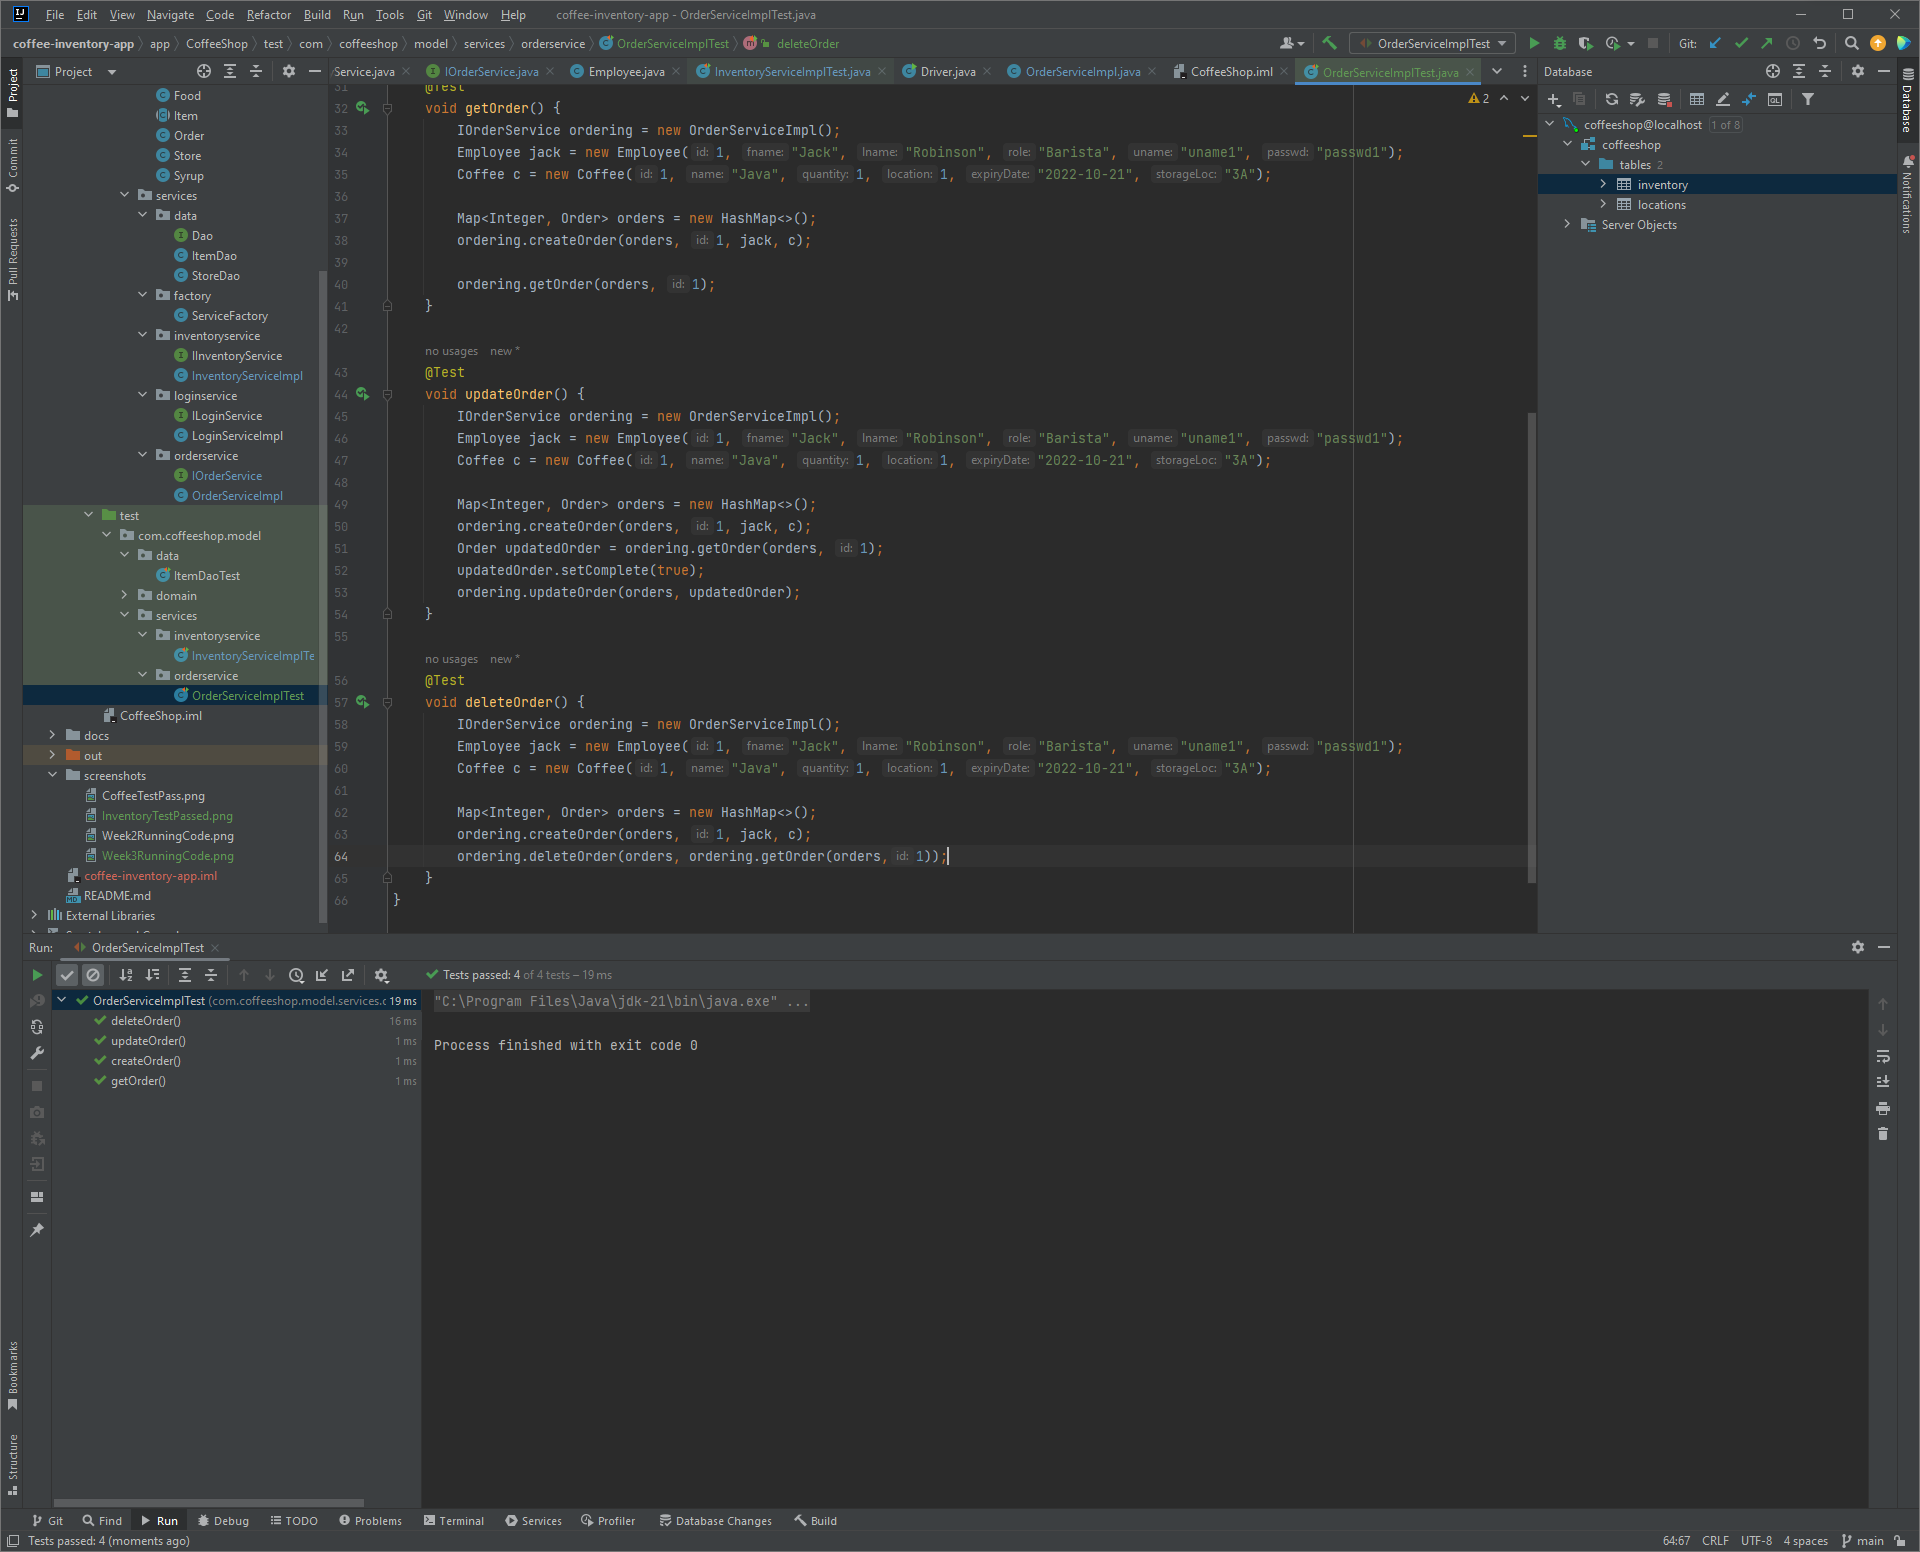 File Edit View Navigate Code Refactor Build Run Tools Git Window Help coffee-inventory-app - OrderServiceImplTest.java
coffee-inventory-app app CoffeeShop test com coffeeshop model services orderservice OrderServiceImplTest deleteOrder OrderServiceImplTest Git:
Project
Service.java IOrderService.java Employee.java InventoryServiceImplTest.java Driver.java OrderServiceImpl.java CoffeeShop.iml OrderServiceImplTest.java
Database
Project
Commit
Pull Requests
Bookmarks
Structure
Food
Item
Order
Store
Syrup
services
data
Dao
ItemDao
StoreDao
factory
ServiceFactory
inventoryservice
IInventoryService
InventoryServiceImpl
loginservice
ILoginService
LoginServiceImpl
orderservice
IOrderService
OrderServiceImpl
test
com.coffeeshop.model
data
ItemDaoTest
domain
services
inventoryservice
InventoryServiceImplTe
orderservice
OrderServiceImplTest
CoffeeShop.iml
docs
out
screenshots
CoffeeTestPass.png
InventoryTestPassed.png
Week2RunningCode.png
Week3RunningCode.png
coffee-inventory-app.iml
README.md
External Libraries
31 @Test
32 void getOrder() {
33 IOrderService ordering = new OrderServiceImpl();
34 Employee jack = new Employee( id: 1, fname: "Jack", lname: "Robinson", role: "Barista", uname: "uname1", passwd: "passwd1");
35 Coffee c = new Coffee( id: 1, name: "Java", quantity: 1, location: 1, expiryDate: "2022-10-21", storageLoc: "3A");
36
37 Map<Integer, Order> orders = new HashMap<>();
38 ordering.createOrder(orders, id: 1, jack, c);
39
40 ordering.getOrder(orders, id: 1);
41 }
42
no usages new *
43 @Test
44 void updateOrder() {
45 IOrderService ordering = new OrderServiceImpl();
46 Employee jack = new Employee( id: 1, fname: "Jack", lname: "Robinson", role: "Barista", uname: "uname1", passwd: "passwd1");
47 Coffee c = new Coffee( id: 1, name: "Java", quantity: 1, location: 1, expiryDate: "2022-10-21", storageLoc: "3A");
48
49 Map<Integer, Order> orders = new HashMap<>();
50 ordering.createOrder(orders, id: 1, jack, c);
51 Order updatedOrder = ordering.getOrder(orders, id: 1);
52 updatedOrder.setComplete(true);
53 ordering.updateOrder(orders, updatedOrder);
54 }
55
no usages new *
56 @Test
57 void deleteOrder() {
58 IOrderService ordering = new OrderServiceImpl();
59 Employee jack = new Employee( id: 1, fname: "Jack", lname: "Robinson", role: "Barista", uname: "uname1", passwd: "passwd1");
60 Coffee c = new Coffee( id: 1, name: "Java", quantity: 1, location: 1, expiryDate: "2022-10-21", storageLoc: "3A");
61
62 Map<Integer, Order> orders = new HashMap<>();
63 ordering.createOrder(orders, id: 1, jack, c);
64 ordering.deleteOrder(orders, ordering.getOrder(orders, id: 1));
65 }
66 }
2
coffeeshop@localhost 1 of 8
coffeeshop
tables 2
inventory
locations
Server Objects
Database
Notifications
Run: OrderServiceImplTest
Tests passed: 4 of 4 tests – 19 ms
OrderServiceImplTest (com.coffeeshop.model.services.c 19 ms
deleteOrder() 16 ms
updateOrder() 1 ms
createOrder() 1 ms
getOrder() 1 ms
"C:\Program Files\Java\jdk-21\bin\java.exe" ...
Process finished with exit code 0
Git Find Run Debug TODO Problems Terminal Services Profiler Database Changes Build
Tests passed: 4 (moments ago) 64:67 CRLF UTF-8 4 spaces main